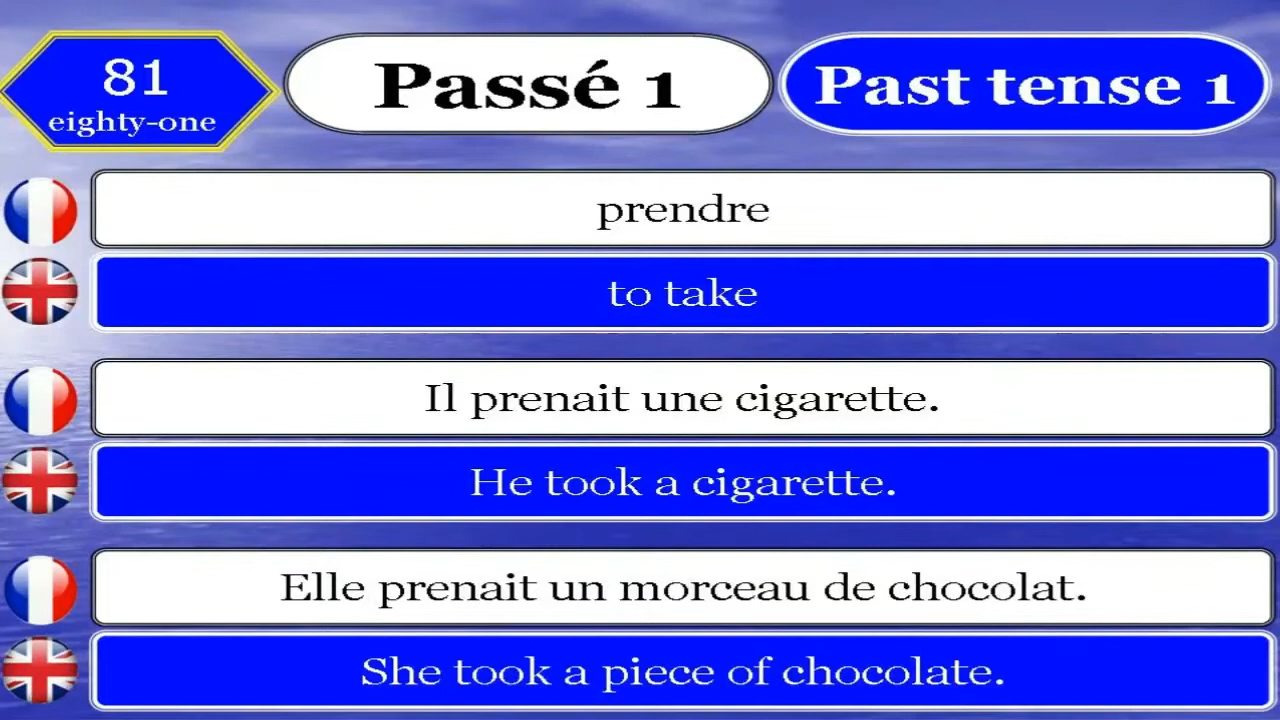 81
eighty-one
Passé 1
Past tense 1
prendre
to take
Il prenait une cigarette.
He took a cigarette.
Elle prenait un morceau de chocolat.
She took a piece of chocolate.